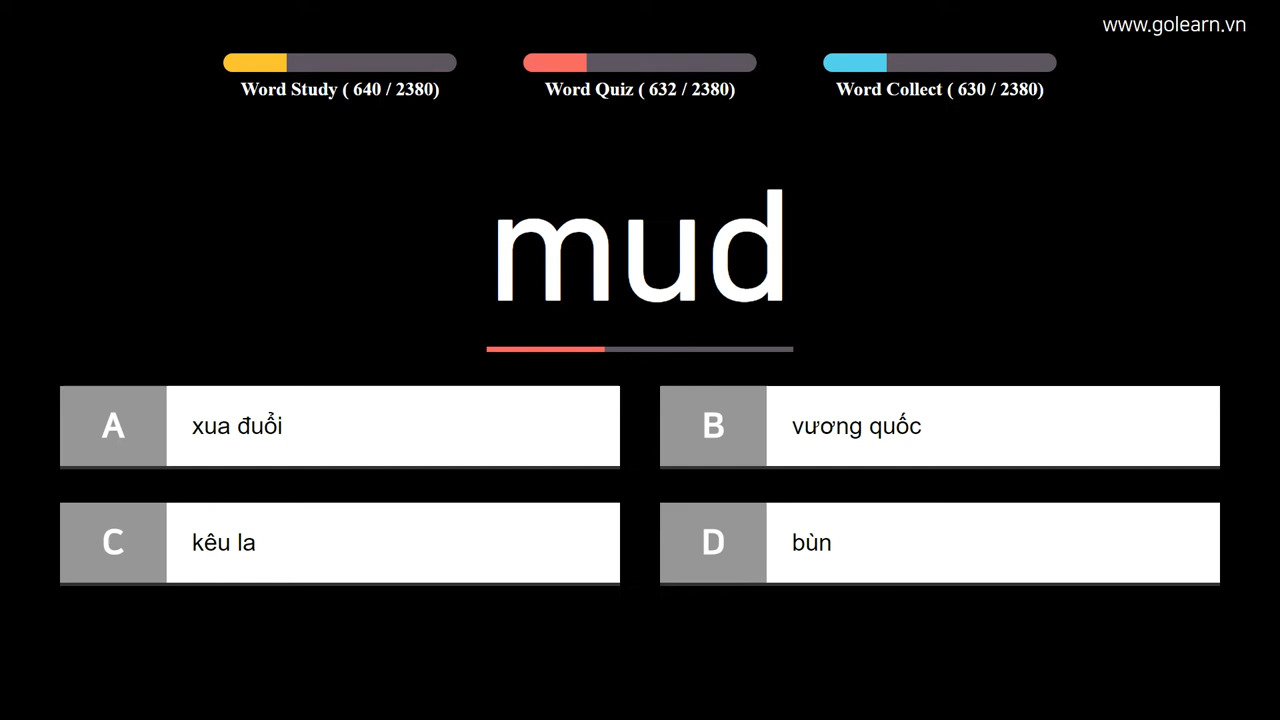 www.golearn.vn
Word Study ( 640 / 2380)
Word Quiz ( 632 / 2380)
Word Collect ( 630 / 2380)
mud
A xua đuổi
B vương quốc
C kêu la
D bùn